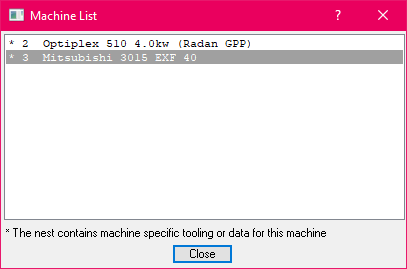 Machine List
* 2 Optiplex 510 4.0kw (Radan GPP)
* 3 Mitsubishi 3015 EXF 40
* The nest contains machine specific tooling or data for this machine
Close